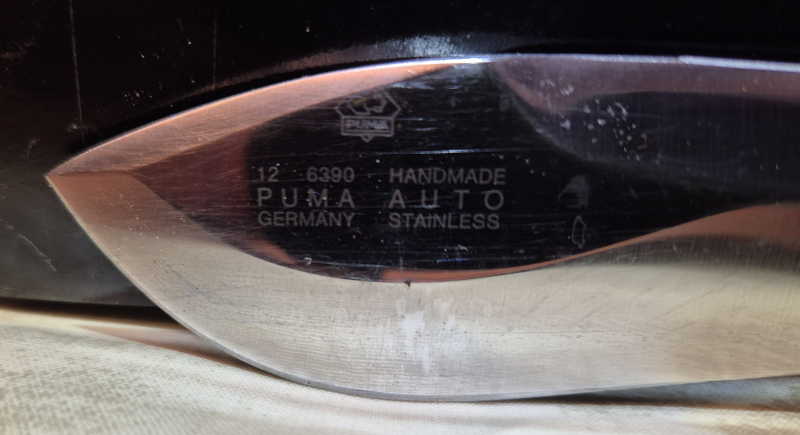 PUMA
12 6390 HANDMADE
PUMA AUTO
GERMANY STAINLESS